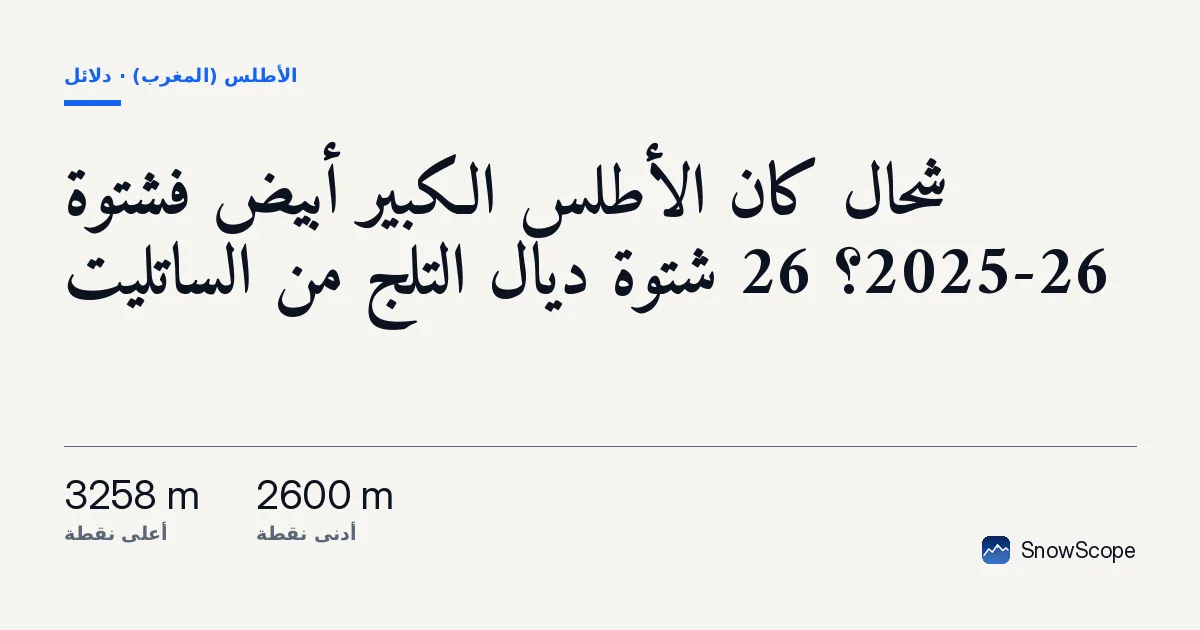 الأطلس (المغرب) · دلائل
شحال كان الأطلس الكبير أبيض فشتوة
2025-26؟ 26 شتوة ديال التلج من الساتليت
3258 m
أعلى نقطة
2600 m
أدنى نقطة
SnowScope